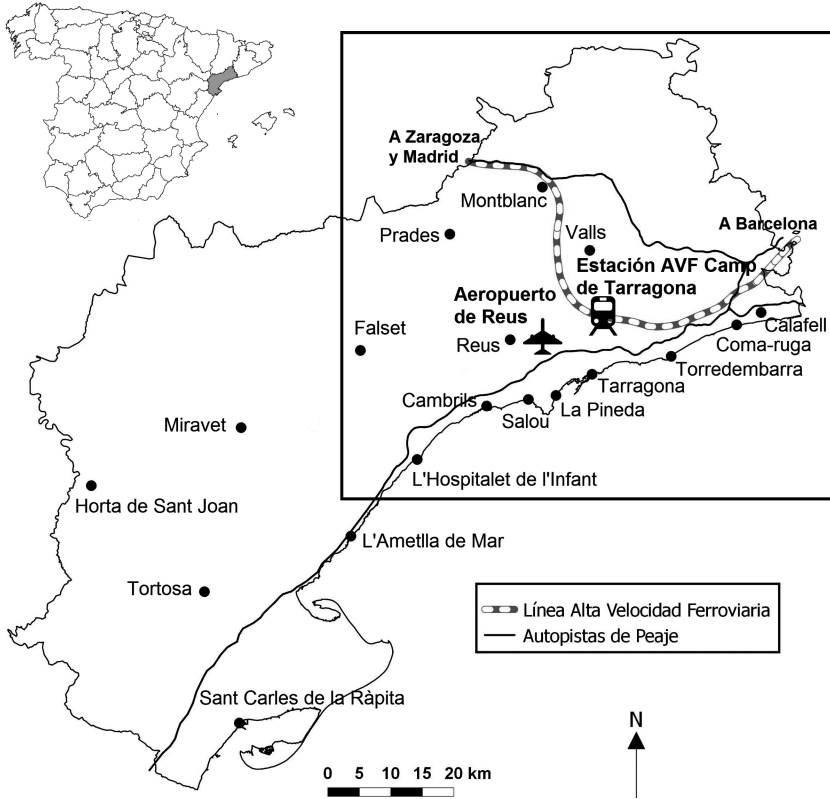 A Zaragoza
y Madrid
Montblanc
A Barcelona
Prades
Valls
Estación AVF Camp
de Tarragona
Aeropuerto
de Reus
Falset
Reus
Calafell
Coma-ruga
Torredembarra
Tarragona
Cambrils
La Pineda
Salou
Miravet
L'Hospitalet de l'Infant
Horta de Sant Joan
L'Ametlla de Mar
Tortosa
Línea Alta Velocidad Ferroviaria
Autopistas de Peaje
Sant Carles de la Ràpita
N
0 5 10 15 20 km